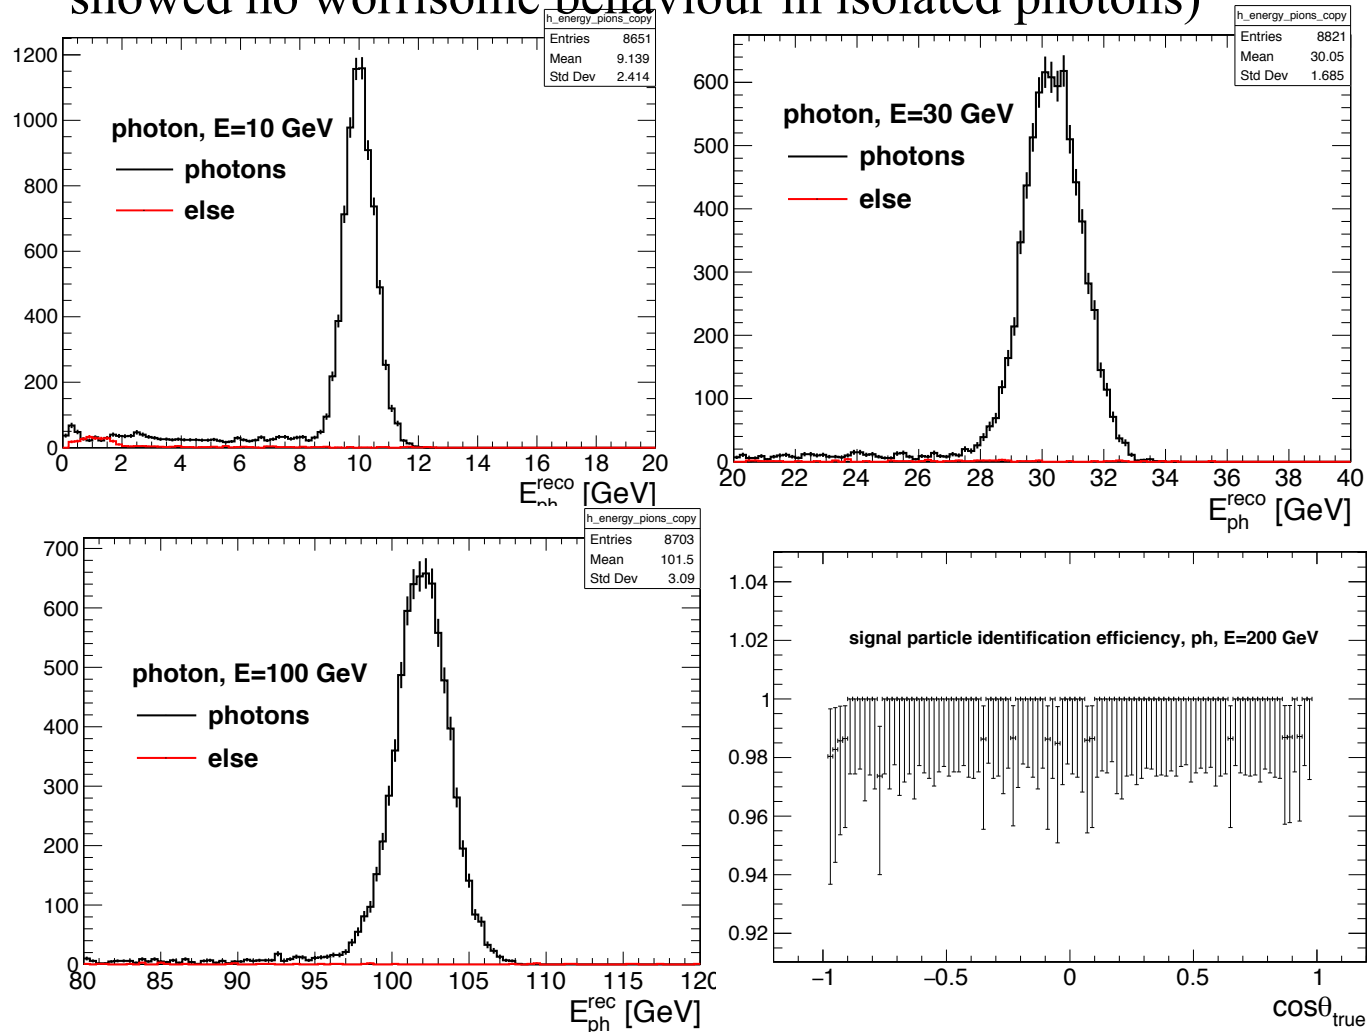 showed no worrisome behaviour in isolated photons)
h_energy_pions_copy
Entries 8651
Mean 9.139
Std Dev 2.414
photon, E=10 GeV
photons
else
1200
1000
800
600
400
200
0
0 2 4 6 8 10 12 14 16 18 20
E_ph^reco [GeV]
h_energy_pions_copy
Entries 8821
Mean 30.05
Std Dev 1.685
photon, E=30 GeV
photons
else
600
500
400
300
200
100
0
20 22 24 26 28 30 32 34 36 38 40
E_ph^reco [GeV]
h_energy_pions_copy
Entries 8703
Mean 101.5
Std Dev 3.09
photon, E=100 GeV
photons
else
700
600
500
400
300
200
100
0
80 85 90 95 100 105 110 115 120
E_ph^rec [GeV]
signal particle identification efficiency, ph, E=200 GeV
1.04
1.02
1
0.98
0.96
0.94
0.92
−1 −0.5 0 0.5 1
cosθ_true